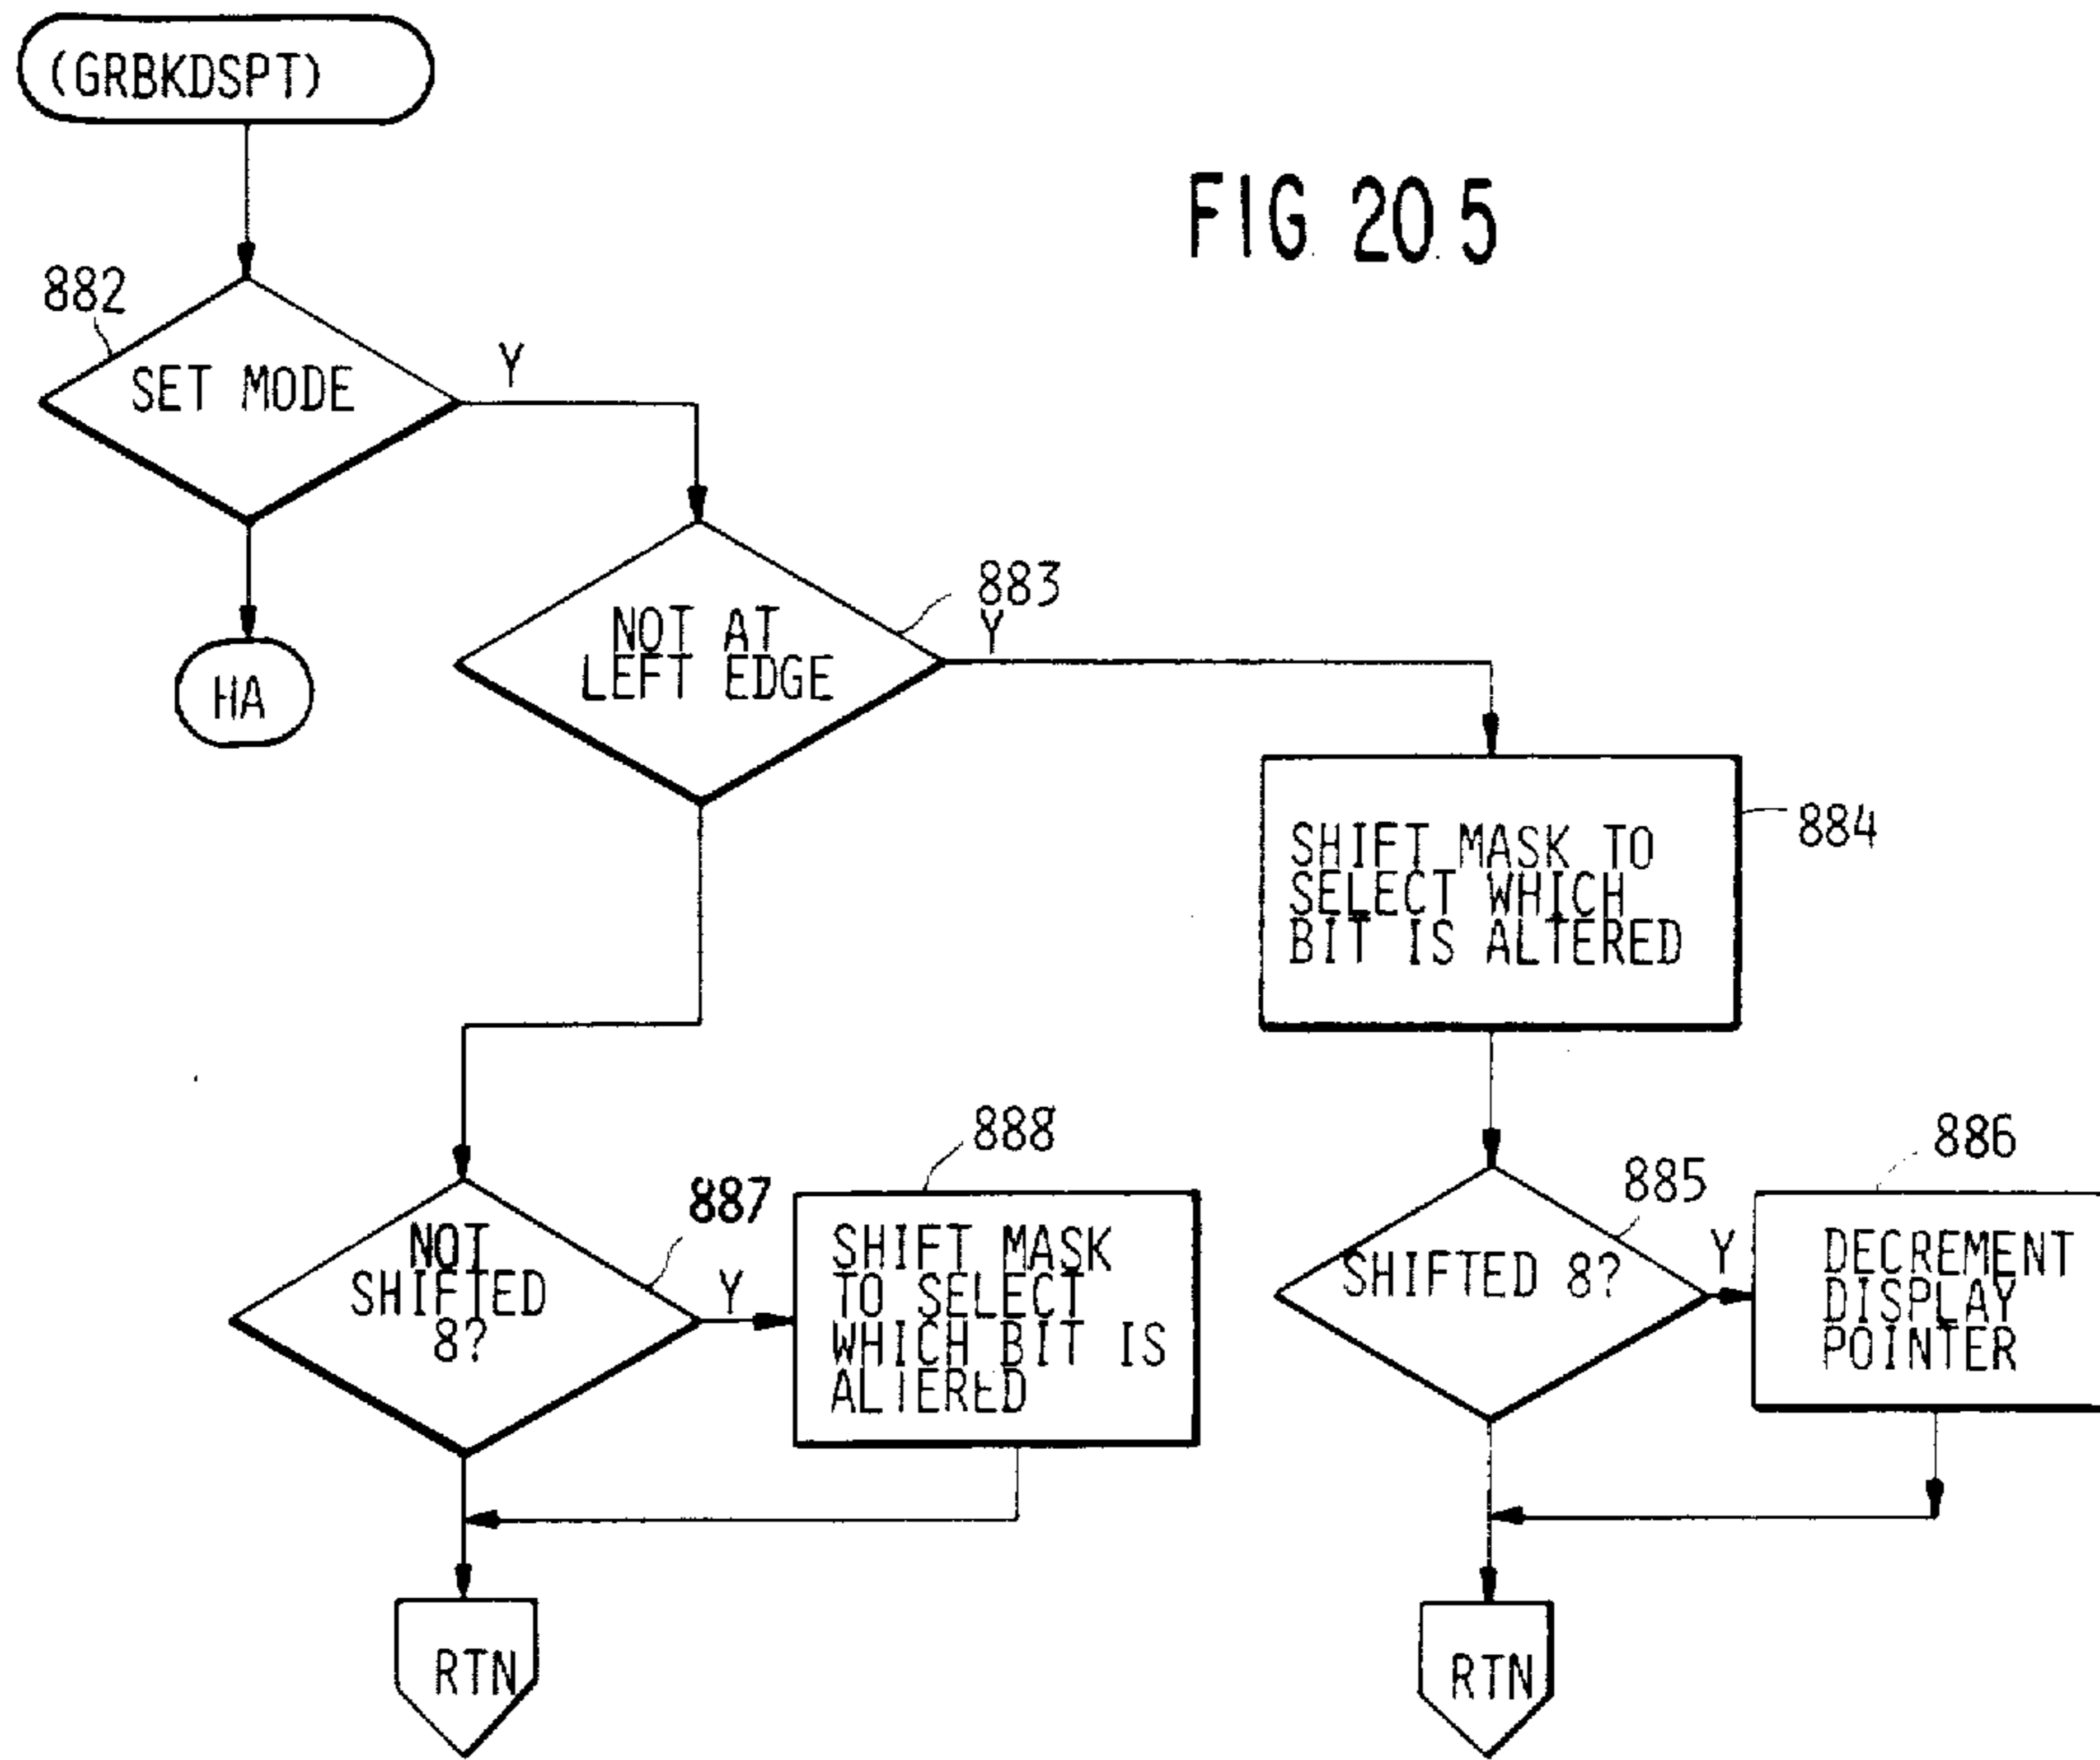 (GRBKDSPT)
FIG 20.5
882
SET MODE
Y
HA
883
NOT AT
LEFT EDGE
Y
884
SHIFT MASK TO
SELECT WHICH
BIT IS ALTERED
885
SHIFTED 8?
Y
886
DECREMENT
DISPLAY
POINTER
887
NOT
SHIFTED
8?
Y
888
SHIFT MASK
TO SELECT
WHICH BIT IS
ALTERED
RTN
RTN